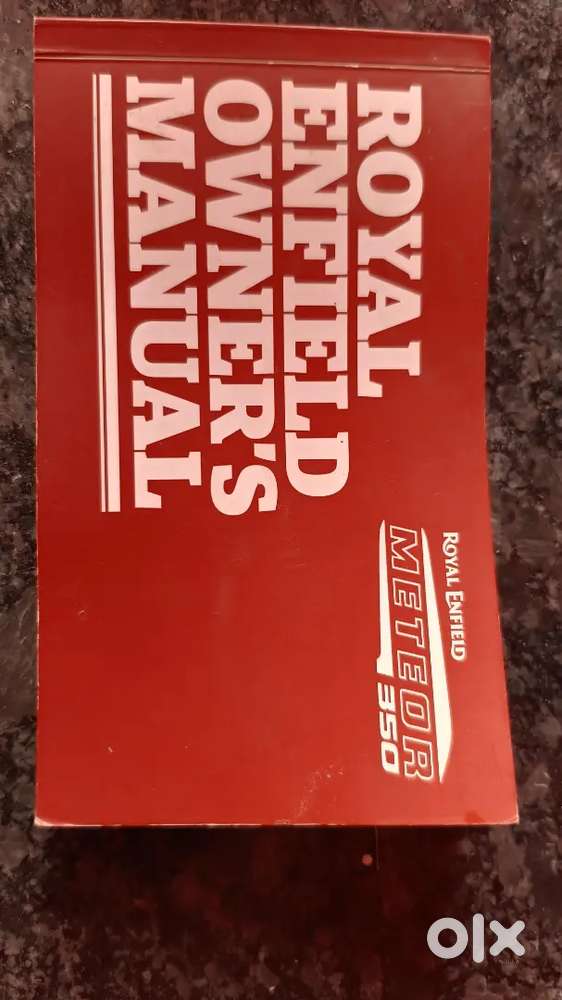 ROYAL
ENFIELD
OWNER'S
MANUAL
ROYAL ENFIELD
METEOR
350
olx